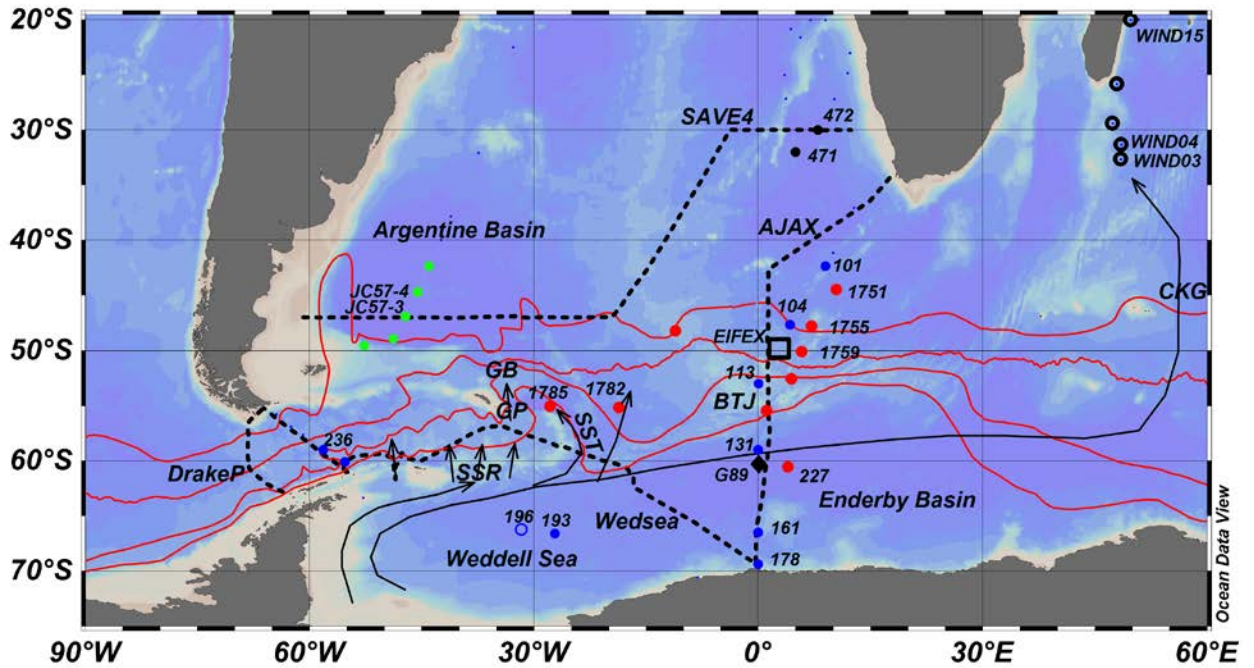 20°S
WIND15
SAVE4
472
30°S
471
WIND04
WIND03
AJAX
Argentine Basin
40°S
101
JC57-4
1751
CKG
JC57-3
104
1755
EIFEX
50°S
1759
GB
113
1785
1782
BTJ
GP
SST
236
131
60°S
DrakeP
SSR
G89
227
Enderby Basin
196
193
Wedsea
161
Weddell Sea
178
70°S
90°W
60°W
30°W
0°E
30°E
60°E
Ocean Data View